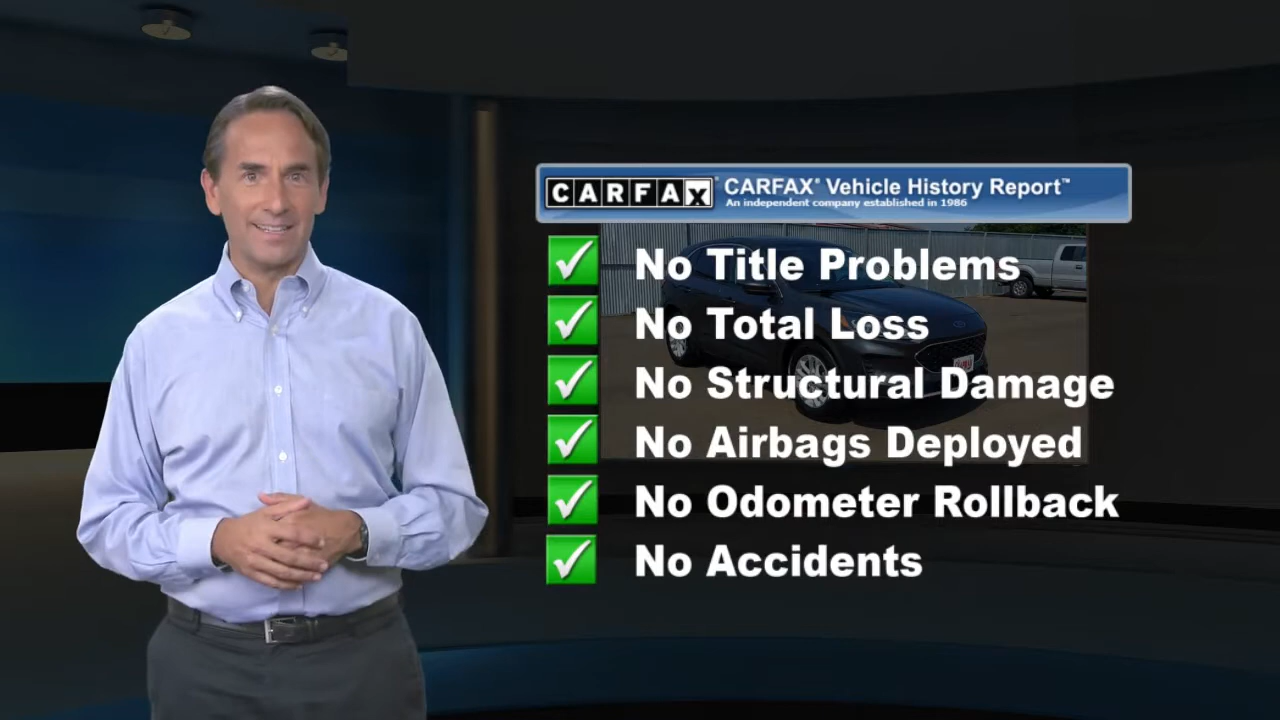 CARFAX
CARFAX® Vehicle History Report™
An independent company established in 1986
No Title Problems
No Total Loss
No Structural Damage
No Airbags Deployed
No Odometer Rollback
No Accidents